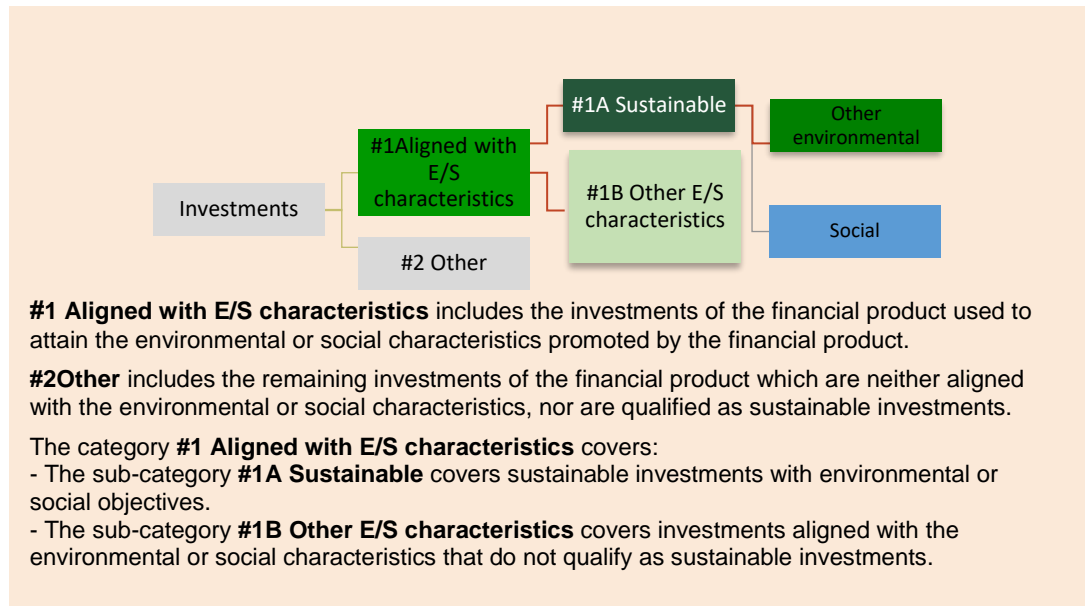 #1A Sustainable
Other
environmental
#1Aligned with
E/S
characteristics
#1B Other E/S
characteristics
Investments
Social
#2 Other
#1 Aligned with E/S characteristics includes the investments of the financial product used to
attain the environmental or social characteristics promoted by the financial product.
#2Other includes the remaining investments of the financial product which are neither aligned
with the environmental or social characteristics, nor are qualified as sustainable investments.
The category #1 Aligned with E/S characteristics covers:
- The sub-category #1A Sustainable covers sustainable investments with environmental or
social objectives.
- The sub-category #1B Other E/S characteristics covers investments aligned with the
environmental or social characteristics that do not qualify as sustainable investments.